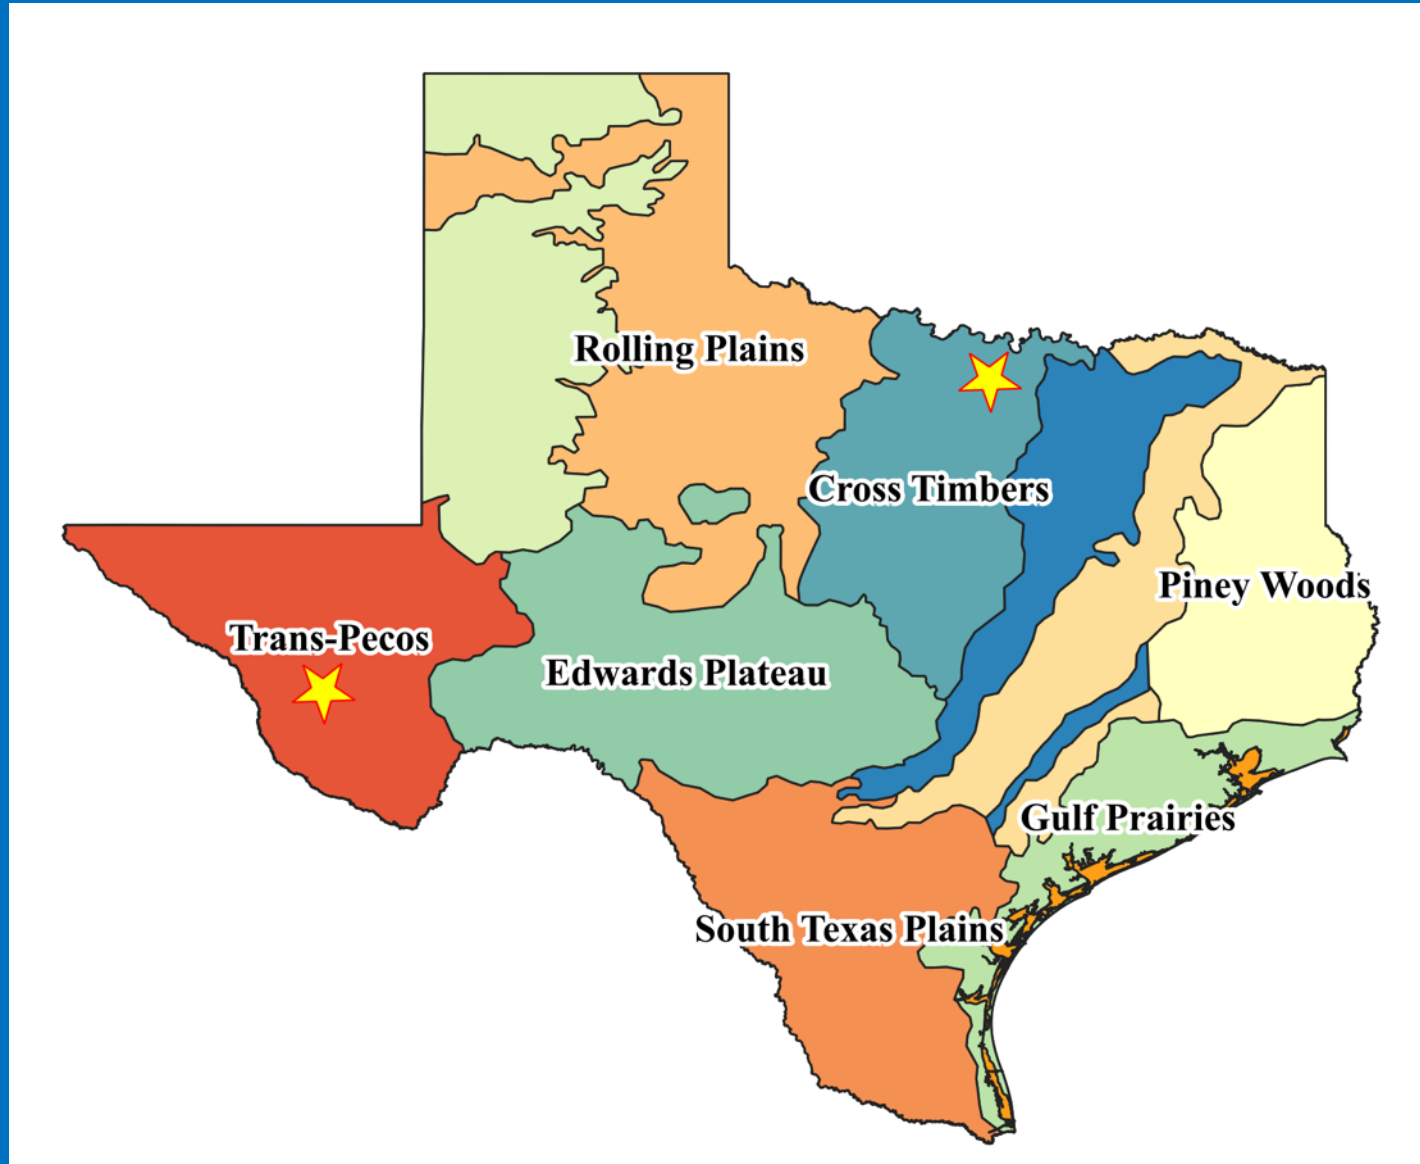 Rolling Plains
Cross Timbers
Piney Woods
Trans-Pecos
Edwards Plateau
Gulf Prairies
South Texas Plains